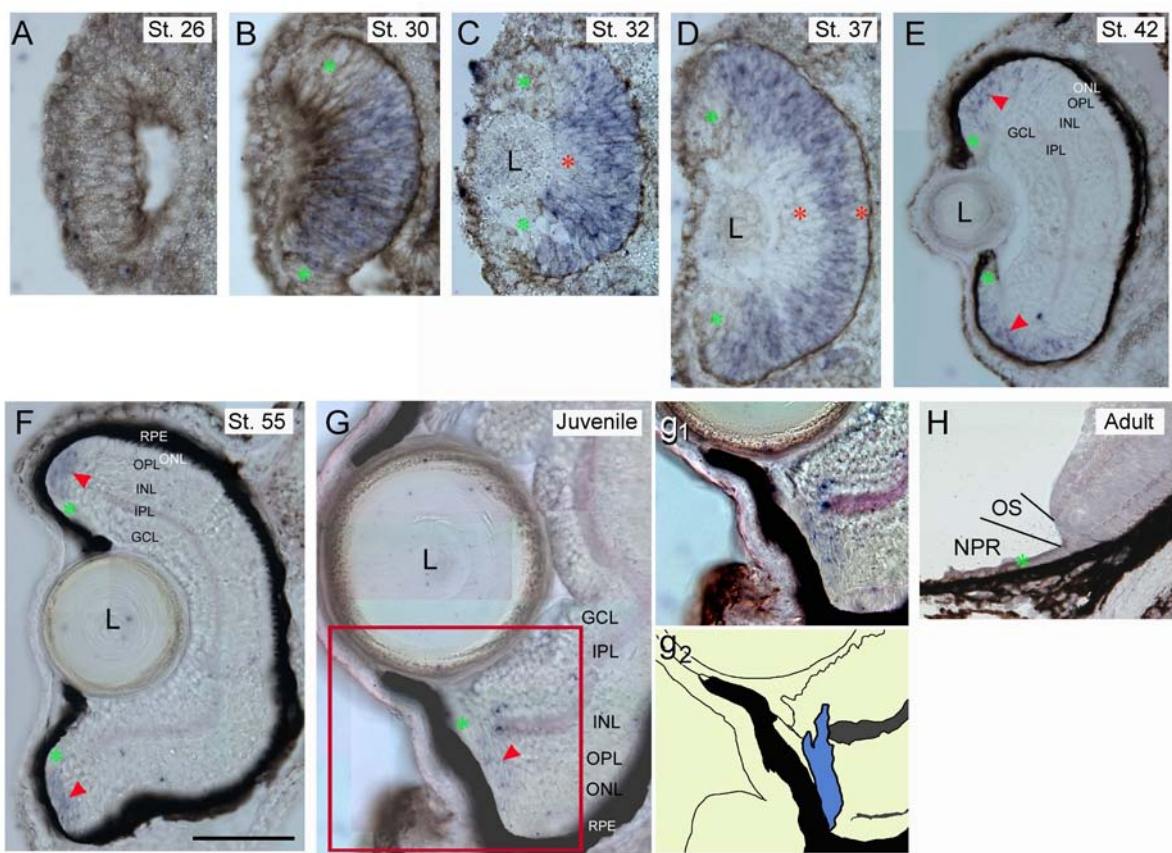 A St. 26
B St. 30
C St. 32
L *
D St. 37
L * *
E St. 42
ONL
OPL
GCL INL
IPL
L
F St. 55
RPE
OPL ONL
INL
IPL
GCL
L
G Juvenile
L
GCL
IPL
INL
OPL
ONL
RPE
g1
g2
H Adult
OS
NPR